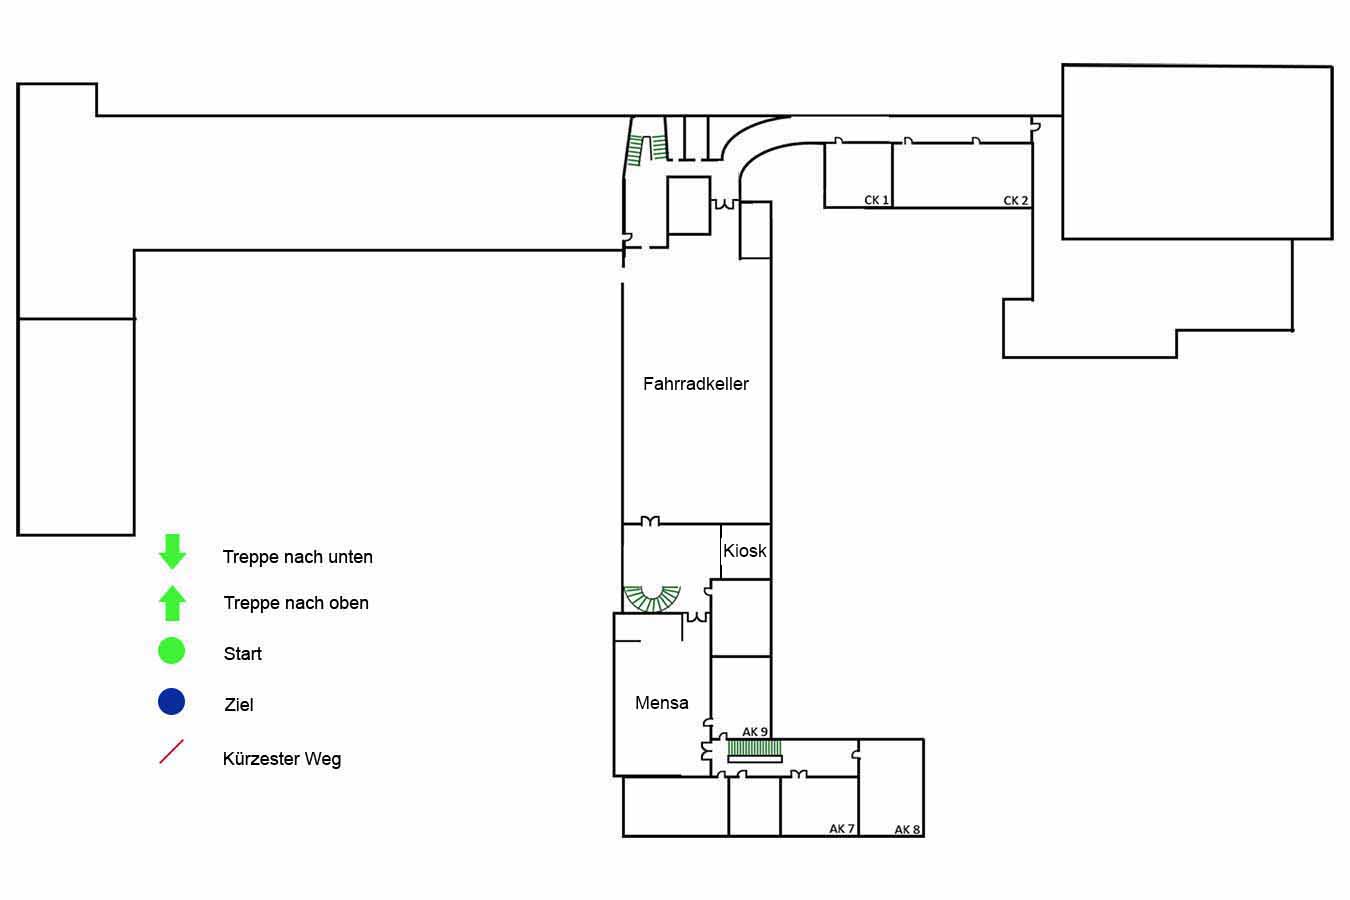 CK 1
CK 2
Fahrradkeller
Kiosk
Treppe nach unten
Treppe nach oben
Start
Ziel
Kürzester Weg
Mensa
AK 9
AK 7
AK 8